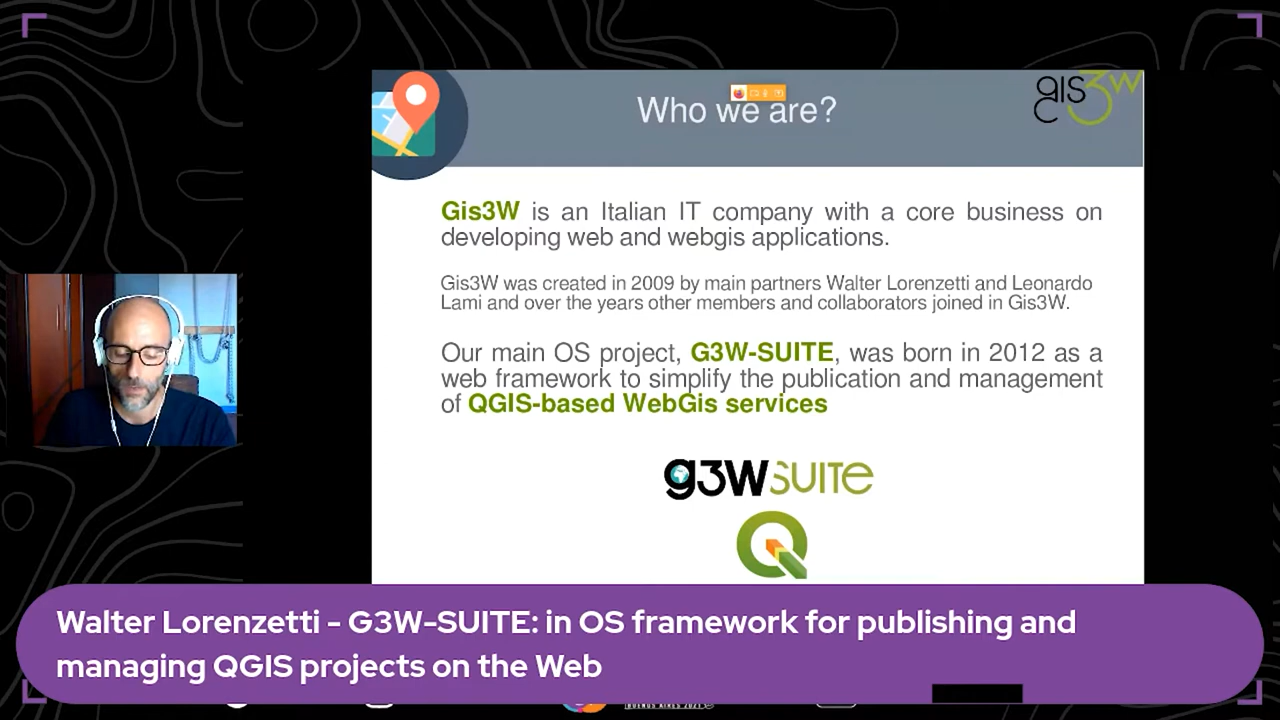 Who we are?
gis3w
Gis3W is an Italian IT company with a core business on
developing web and webgis applications.
Gis3W was created in 2009 by main partners Walter Lorenzetti and Leonardo
Lami and over the years other members and collaborators joined in Gis3W.
Our main OS project, G3W-SUITE, was born in 2012 as a
web framework to simplify the publication and management
of QGIS-based WebGis services
g3wSUITE
Walter Lorenzetti - G3W-SUITE: in OS framework for publishing and
managing QGIS projects on the Web
BUENOS AIRES 2021